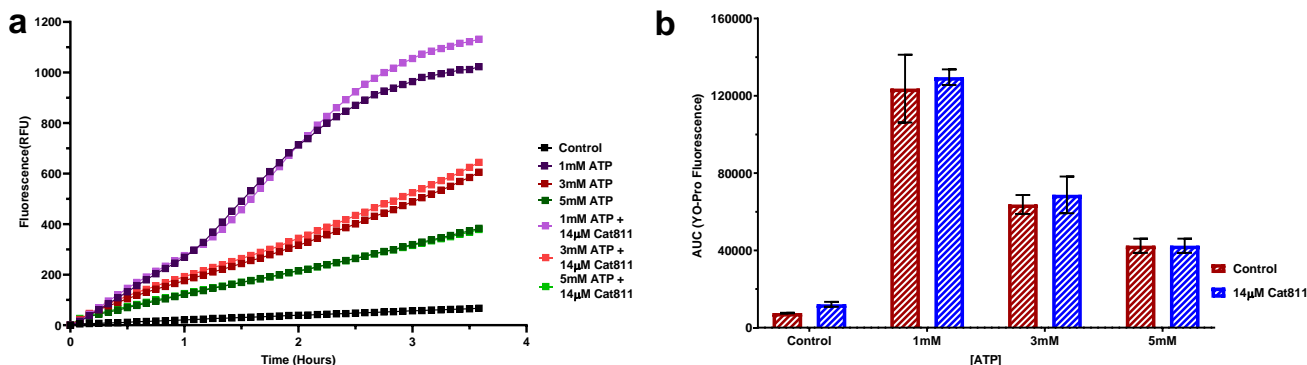 a
1200
1000
800
600
400
200
0
Fluorescence(RFU)
0 1 2 3 4
Time (Hours)
Control
1mM ATP
3mM ATP
5mM ATP
1mM ATP +
14μM Cat811
3mM ATP +
14μM Cat811
5mM ATP +
14μM Cat811
b
160000
120000
80000
40000
0
AUC (YO-Pro Fluorescence)
Control 1mM 3mM 5mM
[ATP]
Control
14μM Cat811